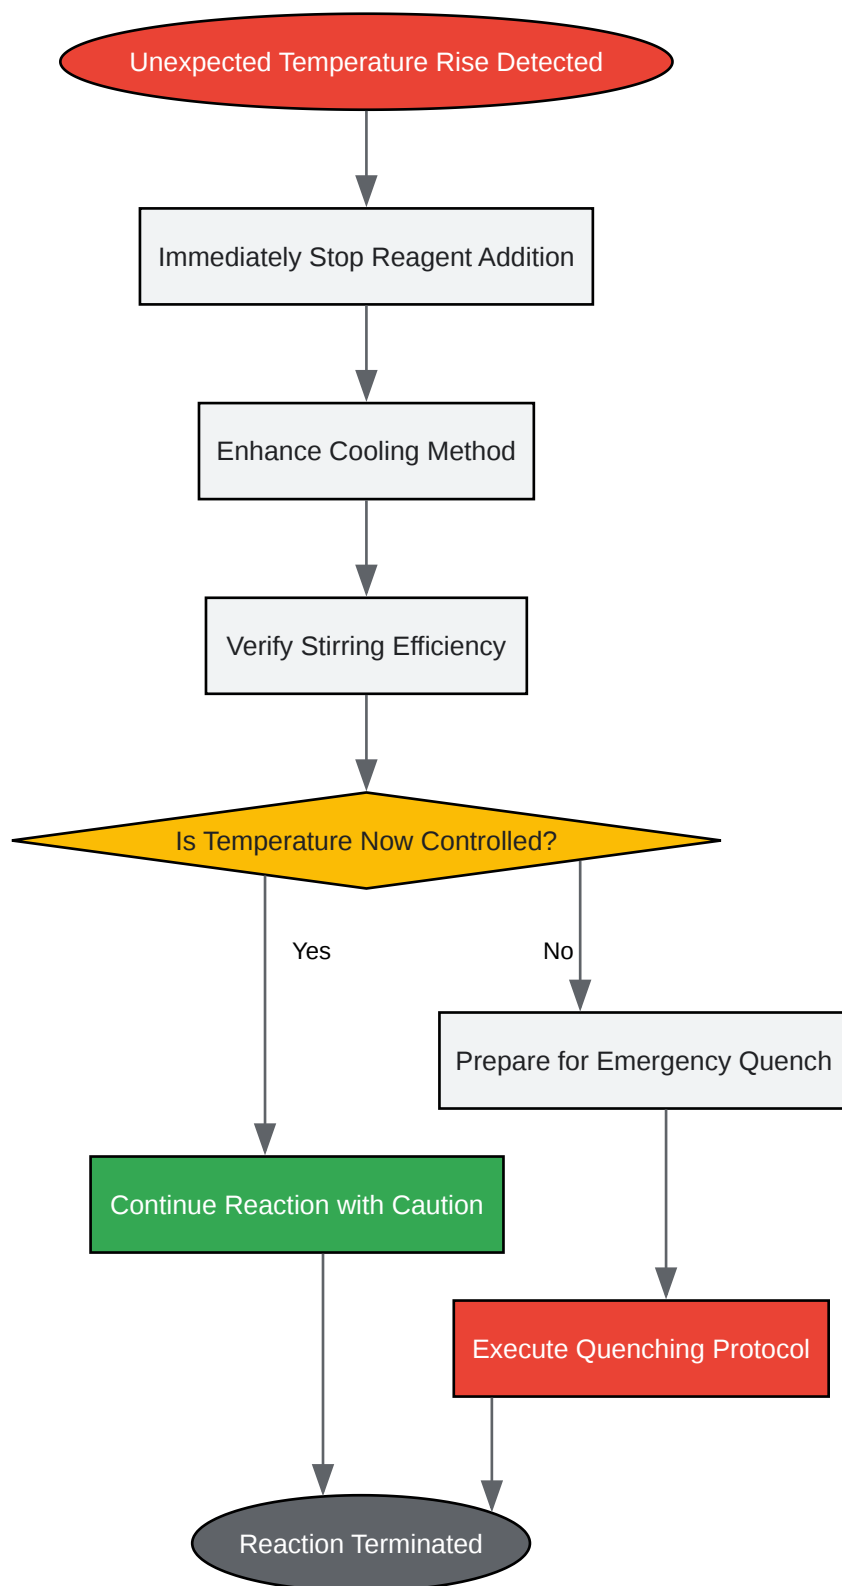 Unexpected Temperature Rise Detected
Immediately Stop Reagent Addition
Enhance Cooling Method
Verify Stirring Efficiency
Is Temperature Now Controlled?
Yes
No
Prepare for Emergency Quench
Continue Reaction with Caution
Execute Quenching Protocol
Reaction Terminated